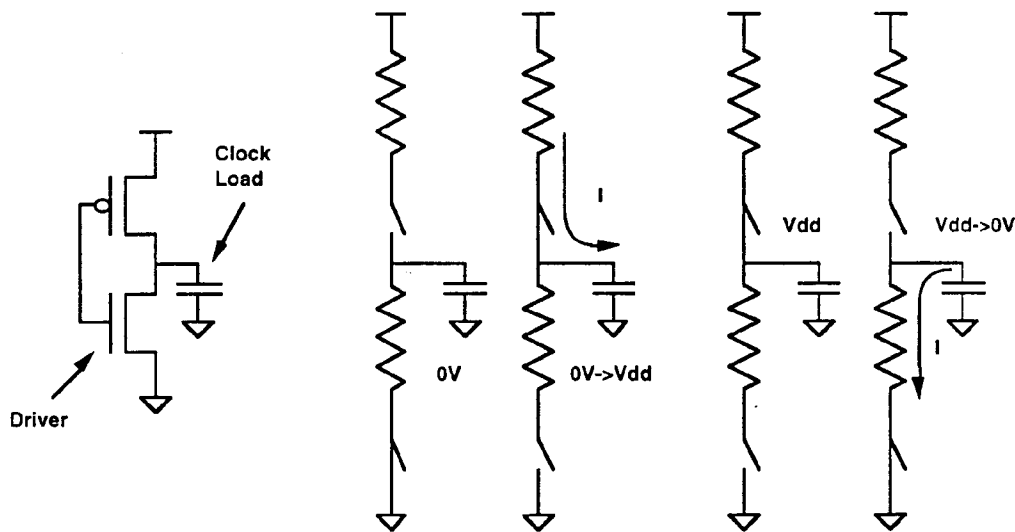 Clock
Load
Driver
0V
I
0V->Vdd
Vdd
Vdd->0V
I